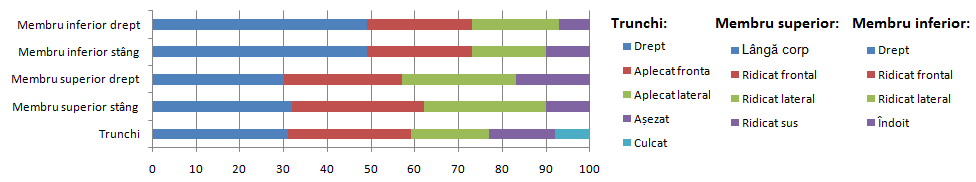 Membru inferior drept
Membru inferior stâng
Membru superior drept
Membru superior stâng
Trunchi
0 10 20 30 40 50 60 70 80 90 100
Trunchi:
Drept
Aplecat fronta
Aplecat lateral
Așezat
Culcat
Membru superior:
Lângă corp
Ridicat frontal
Ridicat lateral
Ridicat sus
Membru inferior:
Drept
Ridicat frontal
Ridicat lateral
Îndoit